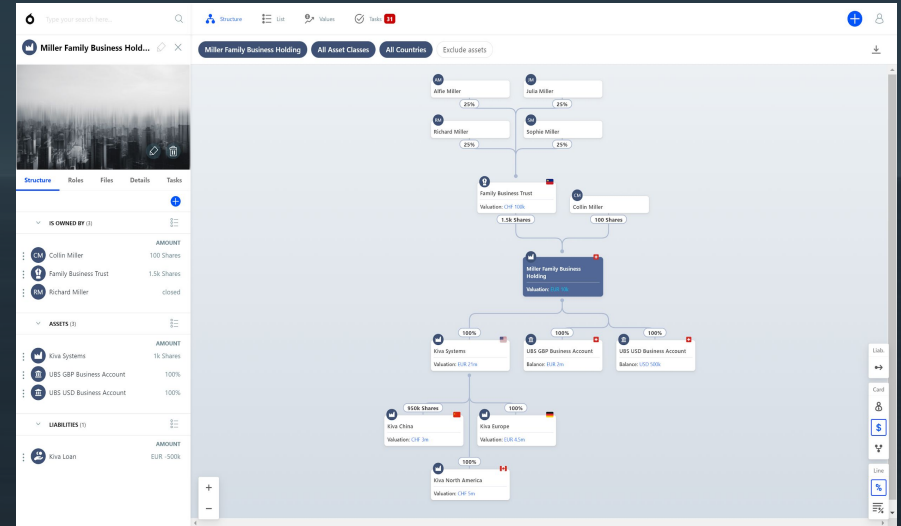 Type your search here...
Structure
List
Values
Tasks 31
Miller Family Business Hold...
Miller Family Business Holding
All Asset Classes
All Countries
Exclude assets
Structure Roles Files Details Tasks
IS OWNED BY (3)
AMOUNT
CM Collin Miller 100 Shares
Family Business Trust 1.5k Shares
RM Richard Miller closed
ASSETS (3)
AMOUNT
Kiva Systems 1k Shares
UBS GBP Business Account 100%
UBS USD Business Account 100%
LIABILITIES (1)
AMOUNT
Kiva Loan EUR -500k
AM
Alfie Miller
25%
JM
Julia Miller
25%
RM
Richard Miller
25%
SM
Sophie Miller
25%
Family Business Trust
Valuation: CHF 100k
1.5k Shares
CM
Collin Miller
100 Shares
Miller Family Business
Holding
Valuation: EUR
100%
Kiva Systems
Valuation: EUR 21m
100%
UBS GBP Business Account
Balance: EUR 2m
100%
UBS USD Business Account
Balance: USD 500k
950k Shares
Kiva China
Valuation: CHF 3m
100%
Kiva Europe
Valuation: EUR 4.5m
100%
Kiva North America
Valuation: CHF 5m
Liab.
Card
$
Line
%
%
+
−